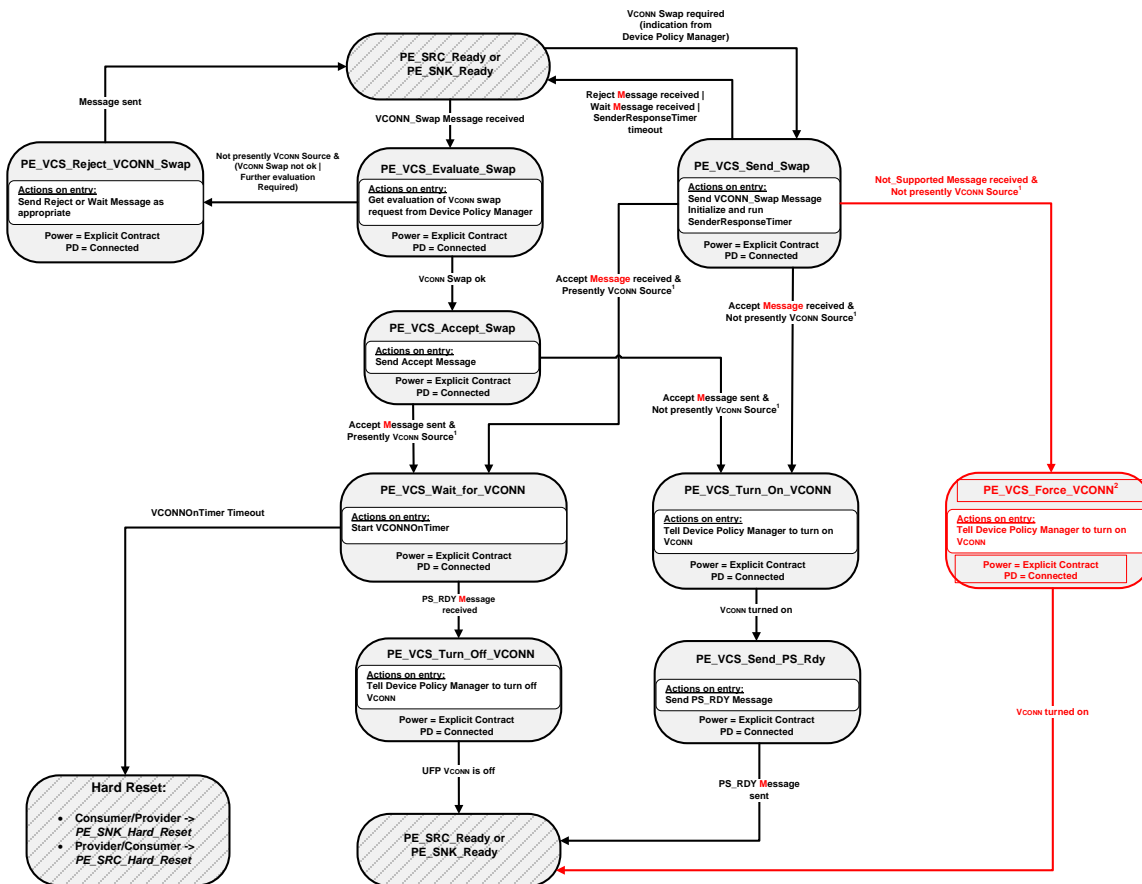 VCONN Swap required
(indication from
Device Policy Manager)
PE_SRC_Ready or
PE_SNK_Ready
Message sent
Reject Message received |
Wait Message received |
SenderResponseTimer
timeout
VCONN_Swap Message received
PE_VCS_Reject_VCONN_Swap
Actions on entry:
Send Reject or Wait Message as
appropriate
Power = Explicit Contract
PD = Connected
Not presently VCONN Source &
(VCONN Swap not ok |
Further evaluation
Required)
PE_VCS_Evaluate_Swap
Actions on entry:
Get evaluation of VCONN swap
request from Device Policy Manager
Power = Explicit Contract
PD = Connected
PE_VCS_Send_Swap
Actions on entry:
Send VCONN_Swap Message
Initialize and run
SenderResponseTimer
Power = Explicit Contract
PD = Connected
Not_Supported Message received &
Not presently VCONN Source¹
VCONN Swap ok
Accept Message received &
Presently VCONN Source¹
Accept Message received &
Not presently VCONN Source¹
PE_VCS_Accept_Swap
Actions on entry:
Send Accept Message
Power = Explicit Contract
PD = Connected
Accept Message sent &
Presently VCONN Source¹
Accept Message sent &
Not presently VCONN Source¹
VCONNOnTimer Timeout
PE_VCS_Wait_for_VCONN
Actions on entry:
Start VCONNOnTimer
Power = Explicit Contract
PD = Connected
PE_VCS_Turn_On_VCONN
Actions on entry:
Tell Device Policy Manager to turn on
VCONN
Power = Explicit Contract
PD = Connected
PE_VCS_Force_VCONN²
Actions on entry:
Tell Device Policy Manager to turn on
VCONN
Power = Explicit Contract
PD = Connected
PS_RDY Message
received
VCONN turned on
PE_VCS_Turn_Off_VCONN
Actions on entry:
Tell Device Policy Manager to turn off
VCONN
Power = Explicit Contract
PD = Connected
PE_VCS_Send_PS_Rdy
Actions on entry:
Send PS_RDY Message
Power = Explicit Contract
PD = Connected
VCONN turned on
UFP VCONN is off
PS_RDY Message
sent
Hard Reset:
• Consumer/Provider ->
PE_SNK_Hard_Reset
• Provider/Consumer ->
PE_SRC_Hard_Reset
PE_SRC_Ready or
PE_SNK_Ready